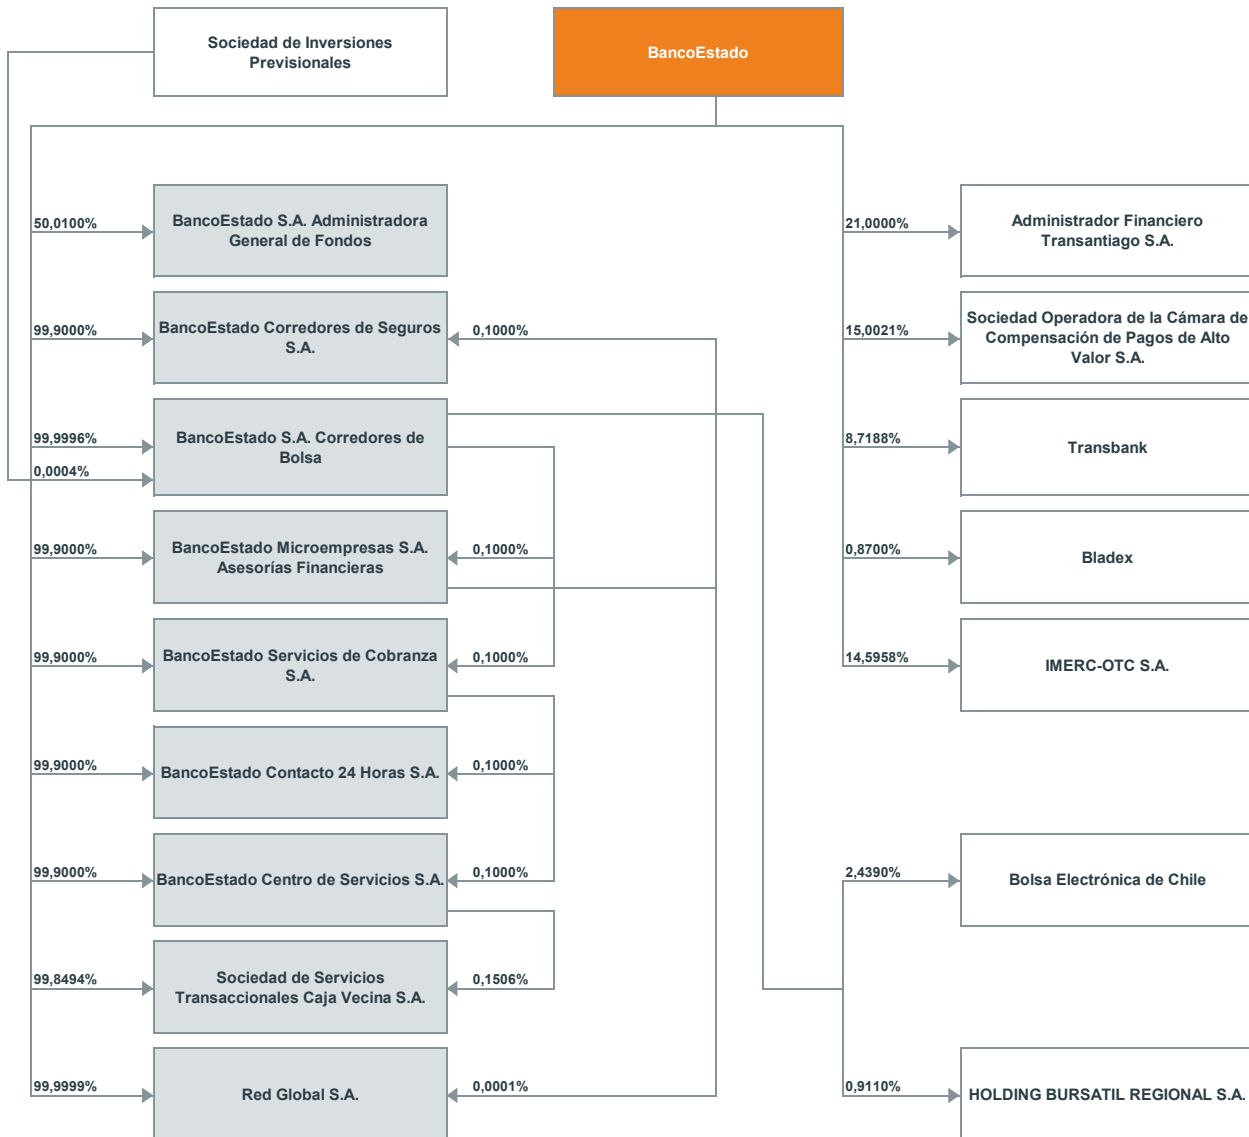 Sociedad de Inversiones
Previsionales
BancoEstado
50,0100%
BancoEstado S.A. Administradora
General de Fondos
21,0000%
Administrador Financiero
Transantiago S.A.
99,9000%
BancoEstado Corredores de Seguros
S.A.
0,1000%
15,0021%
Sociedad Operadora de la Cámara de
Compensación de Pagos de Alto
Valor S.A.
99,9996%
0,0004%
BancoEstado S.A. Corredores de
Bolsa
8,7188%
Transbank
99,9000%
BancoEstado Microempresas S.A.
Asesorías Financieras
0,1000%
0,8700%
Bladex
99,9000%
BancoEstado Servicios de Cobranza
S.A.
0,1000%
14,5958%
IMERC-OTC S.A.
99,9000%
BancoEstado Contacto 24 Horas S.A.
0,1000%
99,9000%
BancoEstado Centro de Servicios S.A.
0,1000%
2,4390%
Bolsa Electrónica de Chile
99,8494%
Sociedad de Servicios
Transaccionales Caja Vecina S.A.
0,1506%
99,9999%
Red Global S.A.
0,0001%
0,9110%
HOLDING BURSATIL REGIONAL S.A.